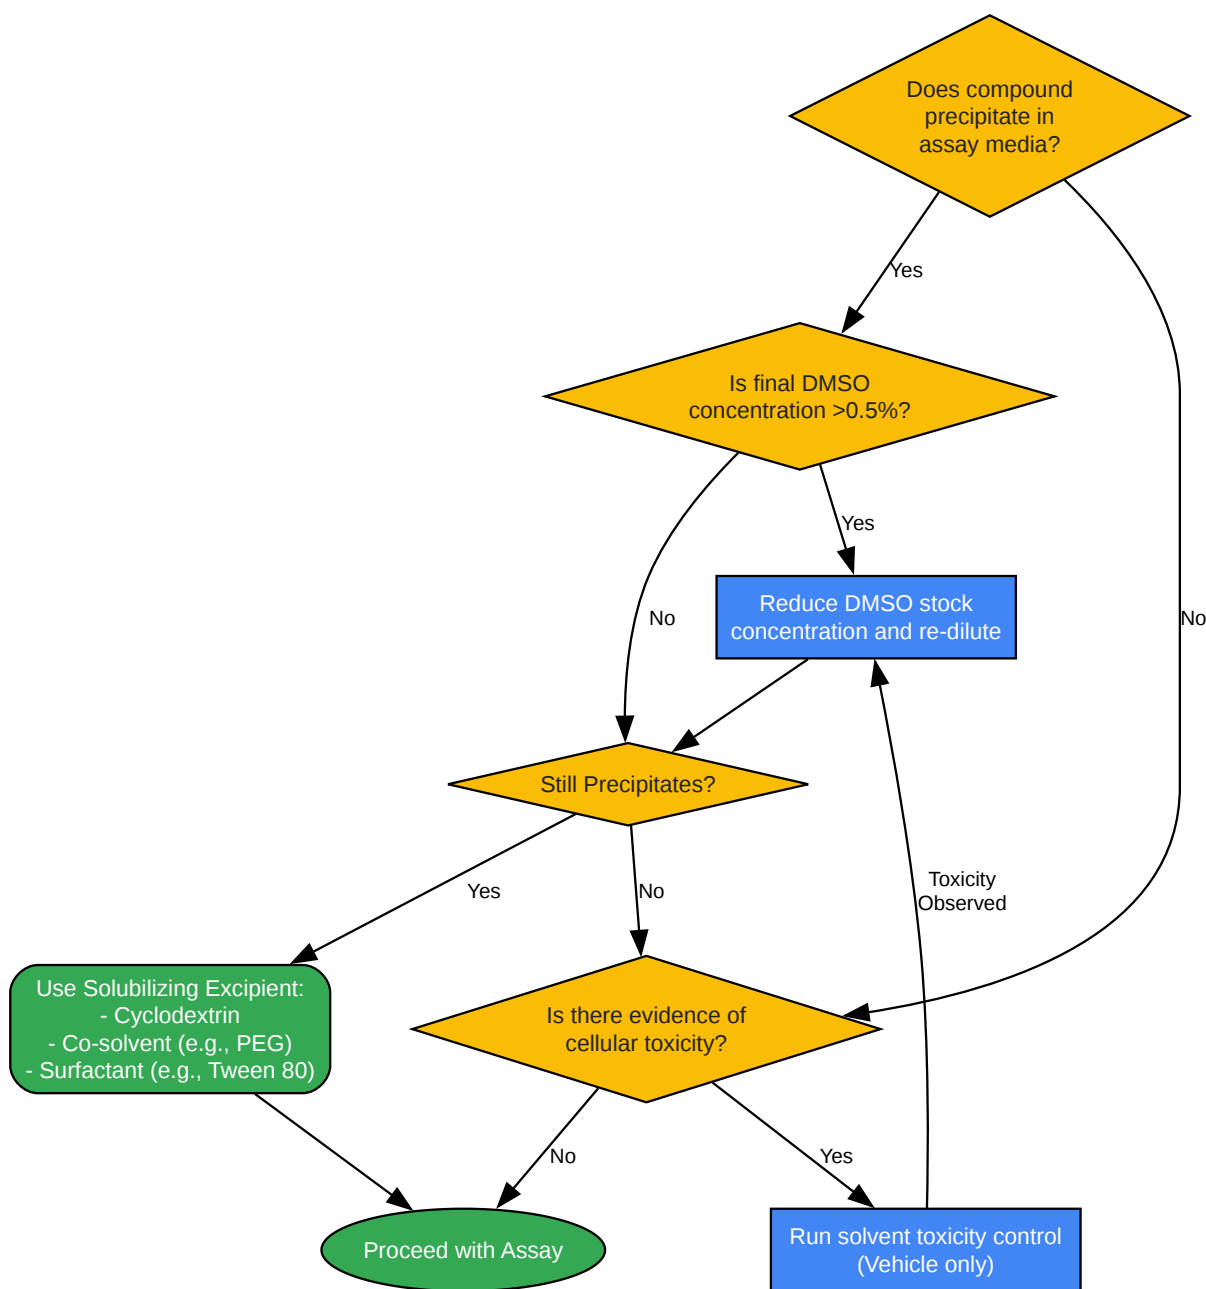 Does compound
precipitate in
assay media?
Yes
Is final DMSO
concentration >0.5%?
Yes
Reduce DMSO stock
concentration and re-dilute
No
No
Still Precipitates?
Yes
No
Toxicity
Observed
Use Solubilizing Excipient:
- Cyclodextrin
- Co-solvent (e.g., PEG)
- Surfactant (e.g., Tween 80)
Is there evidence of
cellular toxicity?
No
Yes
Proceed with Assay
Run solvent toxicity control
(Vehicle only)